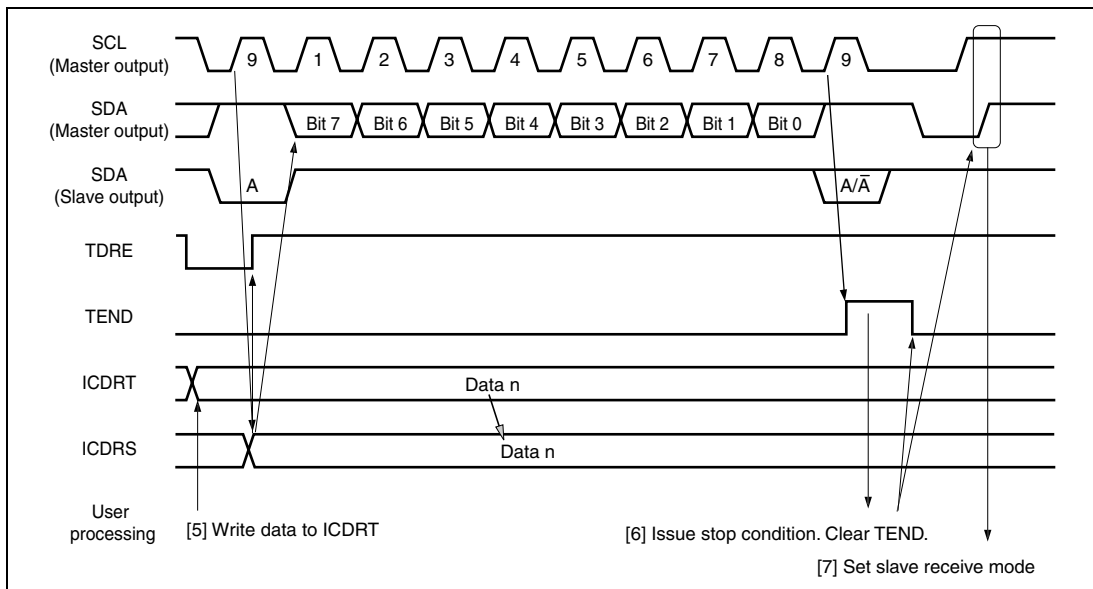 SCL
(Master output)
9 1 2 3 4 5 6 7 8 9
SDA
(Master output)
Bit 7 Bit 6 Bit 5 Bit 4 Bit 3 Bit 2 Bit 1 Bit 0
SDA
(Slave output)
A A/A̅
TDRE
TEND
ICDRT
Data n
ICDRS
Data n
User
processing
[5] Write data to ICDRT
[6] Issue stop condition. Clear TEND.
[7] Set slave receive mode